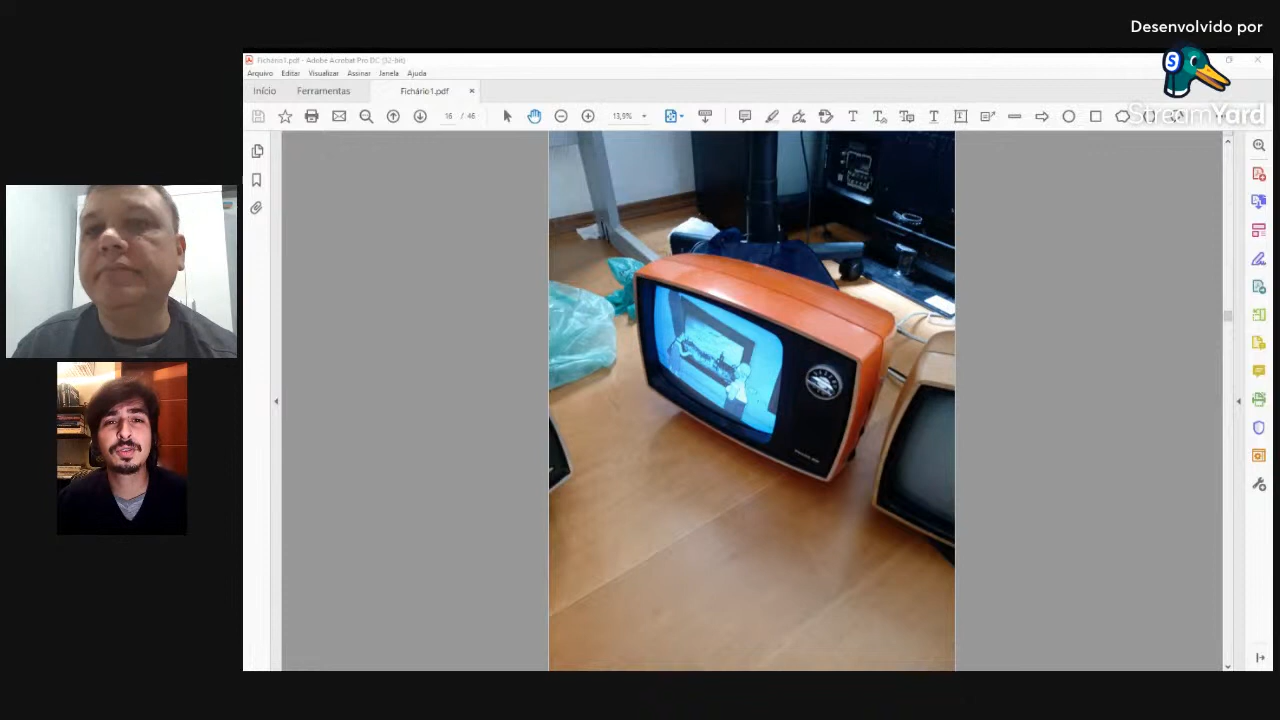 Desenvolvido por
StreamYard
Fichário1.pdf - Adobe Acrobat Pro DC (32-bit)
Arquivo Editar Visualizar Assinar Janela Ajuda
Início Ferramentas Fichário1.pdf
16 / 46 13,9%